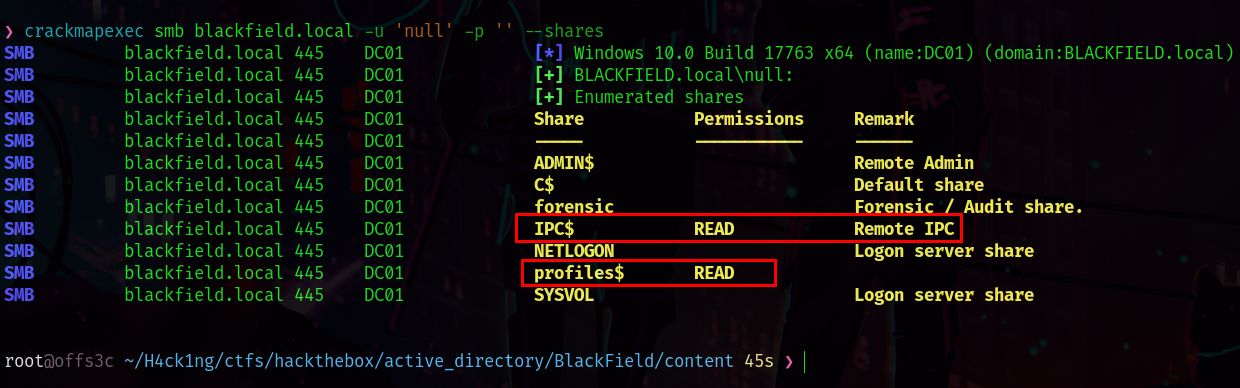 ❯ crackmapexec smb blackfield.local -u 'null' -p '' --shares
SMB blackfield.local 445 DC01 [*] Windows 10.0 Build 17763 x64 (name:DC01) (domain:BLACKFIELD.local)
SMB blackfield.local 445 DC01 [+] BLACKFIELD.local\null:
SMB blackfield.local 445 DC01 [+] Enumerated shares
SMB blackfield.local 445 DC01 Share Permissions Remark
SMB blackfield.local 445 DC01 ----- ----------- ------
SMB blackfield.local 445 DC01 ADMIN$ Remote Admin
SMB blackfield.local 445 DC01 C$ Default share
SMB blackfield.local 445 DC01 forensic Forensic / Audit share.
SMB blackfield.local 445 DC01 IPC$ READ Remote IPC
SMB blackfield.local 445 DC01 NETLOGON Logon server share
SMB blackfield.local 445 DC01 profiles$ READ
SMB blackfield.local 445 DC01 SYSVOL Logon server share
root@offs3c ~/H4ck1ng/ctfs/hackthebox/active_directory/BlackField/content 45s ❯